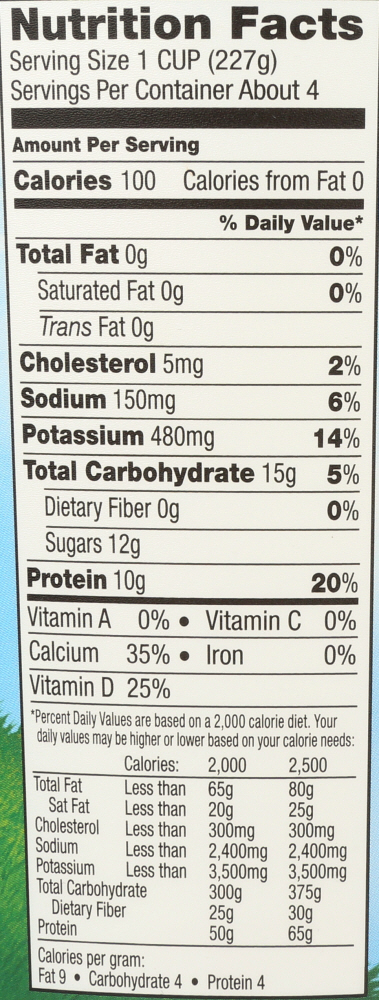 Nutrition Facts
Serving Size 1 CUP (227g)
Servings Per Container About 4
Amount Per Serving
Calories 100 Calories from Fat 0
% Daily Value*
Total Fat 0g 0%
Saturated Fat 0g 0%
Trans Fat 0g
Cholesterol 5mg 2%
Sodium 150mg 6%
Potassium 480mg 14%
Total Carbohydrate 15g 5%
Dietary Fiber 0g 0%
Sugars 12g
Protein 10g 20%
Vitamin A 0% • Vitamin C 0%
Calcium 35% • Iron 0%
Vitamin D 25%
*Percent Daily Values are based on a 2,000 calorie diet. Your
daily values may be higher or lower based on your calorie needs:
Calories: 2,000 2,500
Total Fat Less than 65g 80g
Sat Fat Less than 20g 25g
Cholesterol Less than 300mg 300mg
Sodium Less than 2,400mg 2,400mg
Potassium Less than 3,500mg 3,500mg
Total Carbohydrate 300g 375g
Dietary Fiber 25g 30g
Protein 50g 65g
Calories per gram:
Fat 9 • Carbohydrate 4 • Protein 4